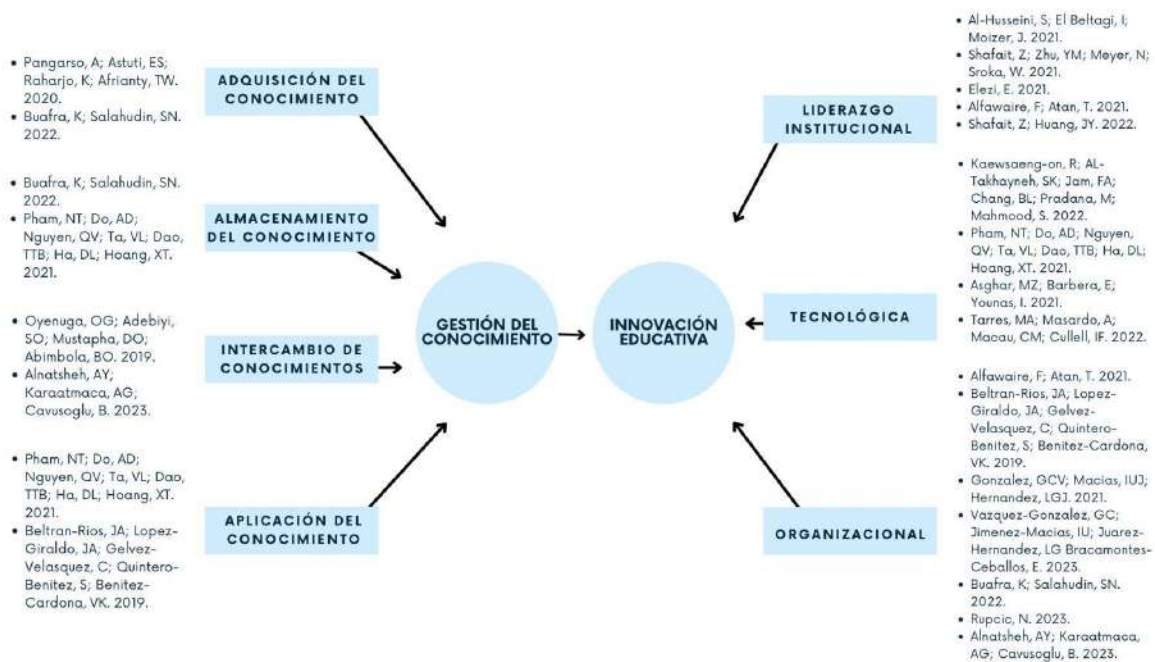 • Pangarso, A; Astuti, ES;
Raharjo, K; Afrianty, TW.
2020.
• Buafra, K; Salahudin, SN.
2022.
ADQUISICIÓN DEL
CONOCIMIENTO
• Buafra, K; Salahudin, SN.
2022.
• Pham, NT; Do, AD;
Nguyen, QV; Ta, VL; Dao,
TTB; Ha, DL; Hoang, XT.
2021.
ALMACENAMIENTO
DEL CONOCIMIENTO
• Oyenuga, OG; Adebiyi,
SO; Mustapha, DO;
Abimbola, BO. 2019.
• Alnatsheh, AY;
Karaatmaca, AG;
Cavusoglu, B. 2023.
INTERCAMBIO DE
CONOCIMIENTOS
• Pham, NT; Do, AD;
Nguyen, QV; Ta, VL; Dao,
TTB; Ha, DL; Hoang, XT.
2021.
• Beltran-Rios, JA; Lopez-
Giraldo, JA; Gelvez-
Velasquez, C; Quintero-
Benitez, S; Benitez-
Cardona, VK. 2019.
APLICACIÓN DEL
CONOCIMIENTO
GESTIÓN DEL
CONOCIMIENTO
INNOVACIÓN
EDUCATIVA
LIDERAZGO
INSTITUCIONAL
• Al-Husseini, S; El Beltagi, I;
Moizer, J. 2021.
• Shafait, Z; Zhu, YM; Meyer, N;
Sroka, W. 2021.
• Elezi, E. 2021.
• Alfawaire, F; Atan, T. 2021.
• Shafait, Z; Huang, JY. 2022.
TECNOLÓGICA
• Kaewsaeng-on, R; AL-
Takhayneh, SK; Jam, FA;
Chang, BL; Pradana, M;
Mahmood, S. 2022.
• Pham, NT; Do, AD; Nguyen,
QV; Ta, VL; Dao, TTB; Ha, DL;
Hoang, XT. 2021.
• Asghar, MZ; Barbera, E;
Younas, I. 2021.
• Tarres, MA; Masardo, A;
Macau, CM; Cullell, IF. 2022.
ORGANIZACIONAL
• Alfawaire, F; Atan, T. 2021.
• Beltran-Rios, JA; Lopez-
Giraldo, JA; Gelvez-
Velasquez, C; Quintero-
Benitez, S; Benitez-Cardona,
VK. 2019.
• Gonzalez, GCV; Macias, IUJ;
Hernandez, LGJ. 2021.
• Vazquez-Gonzalez, GC;
Jimenez-Macias, IU; Juarez-
Hernandez, LG Bracamontes-
Ceballos, E. 2023.
• Buafra, K; Salahudin, SN.
2022.
• Rupcic, N. 2023.
• Alnatsheh, AY; Karaatmaca,
AG; Cavusoglu, B. 2023.